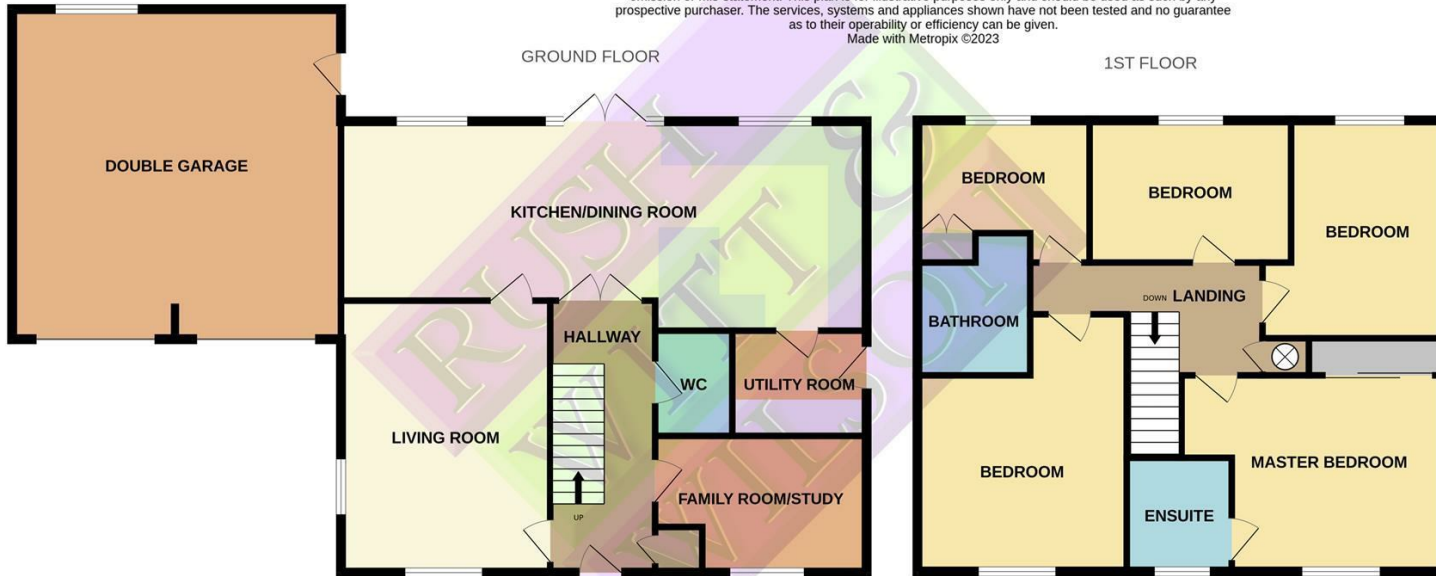 prospective purchaser. The services, systems and appliances shown have not been tested and no guarantee
as to their operability or efficiency can be given.
Made with Metropix ©2023
GROUND FLOOR
1ST FLOOR
DOUBLE GARAGE
KITCHEN/DINING ROOM
HALLWAY
WC
UTILITY ROOM
LIVING ROOM
FAMILY ROOM/STUDY
UP
BEDROOM
BEDROOM
BEDROOM
DOWN LANDING
BATHROOM
BEDROOM
MASTER BEDROOM
ENSUITE
RUSH
WITT &
WILSON